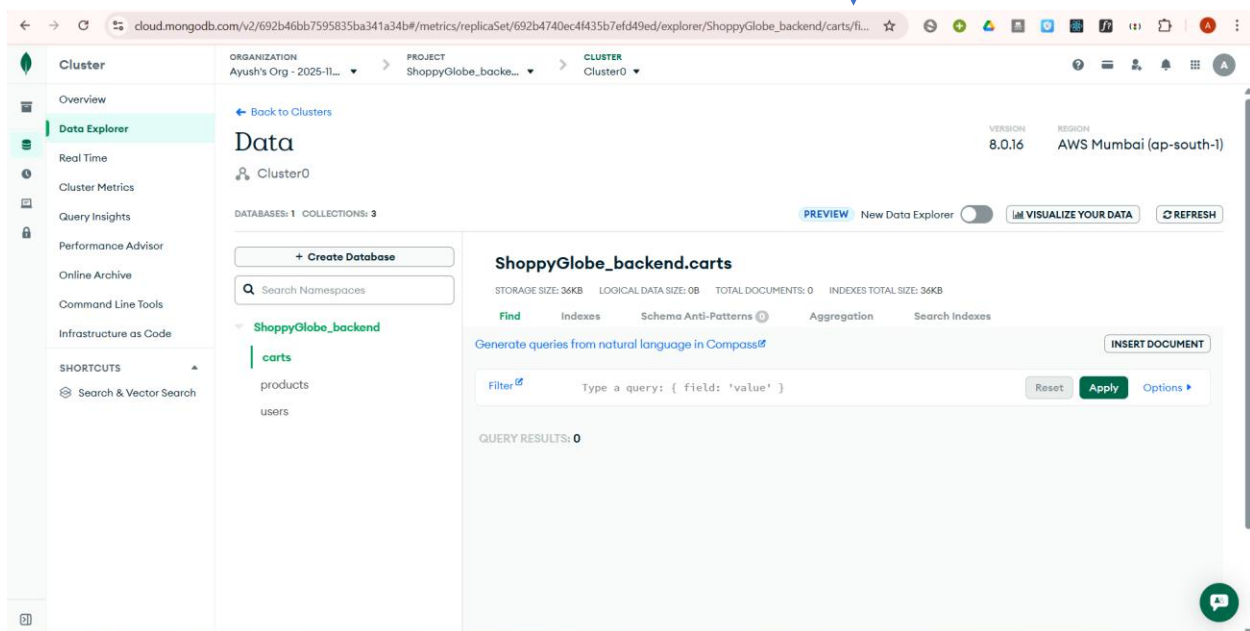 cloud.mongodb.com/v2/692b46bb7595835ba341a34b#/metrics/replicaSet/692b4740ec4f435b7efd49ed/explorer/ShoppyGlobe_backend/carts/fi...
Cluster
ORGANIZATION
Ayush's Org - 2025-11-...
PROJECT
ShoppyGlobe_backe...
CLUSTER
Cluster0
A
Overview
Data Explorer
Real Time
Cluster Metrics
Query Insights
Performance Advisor
Online Archive
Command Line Tools
Infrastructure as Code
SHORTCUTS
Search & Vector Search
Back to Clusters
Data
Cluster0
VERSION
8.0.16
REGION
AWS Mumbai (ap-south-1)
DATABASES: 1 COLLECTIONS: 3
PREVIEW New Data Explorer
VISUALIZE YOUR DATA
REFRESH
+ Create Database
Search Namespaces
ShoppyGlobe_backend
carts
products
users
ShoppyGlobe_backend.carts
STORAGE SIZE: 36KB LOGICAL DATA SIZE: 0B TOTAL DOCUMENTS: 0 INDEXES TOTAL SIZE: 36KB
Find Indexes Schema Anti-Patterns 0 Aggregation Search Indexes
Generate queries from natural language in Compass
INSERT DOCUMENT
Filter Type a query: { field: 'value' } Reset Apply Options
QUERY RESULTS: 0